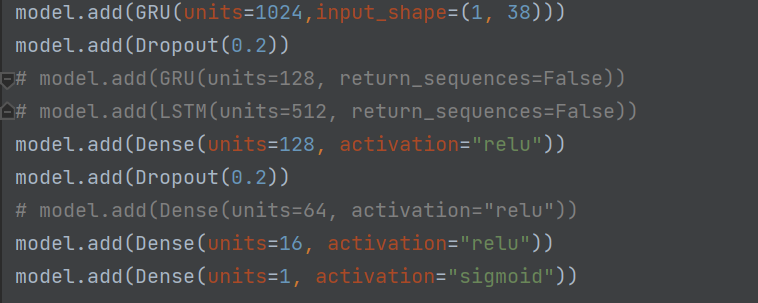 model.add(GRU(units=1024,input_shape=(1, 38)))
model.add(Dropout(0.2))
# model.add(GRU(units=128, return_sequences=False))
# model.add(LSTM(units=512, return_sequences=False))
model.add(Dense(units=128, activation="relu"))
model.add(Dropout(0.2))
# model.add(Dense(units=64, activation="relu"))
model.add(Dense(units=16, activation="relu"))
model.add(Dense(units=1, activation="sigmoid"))